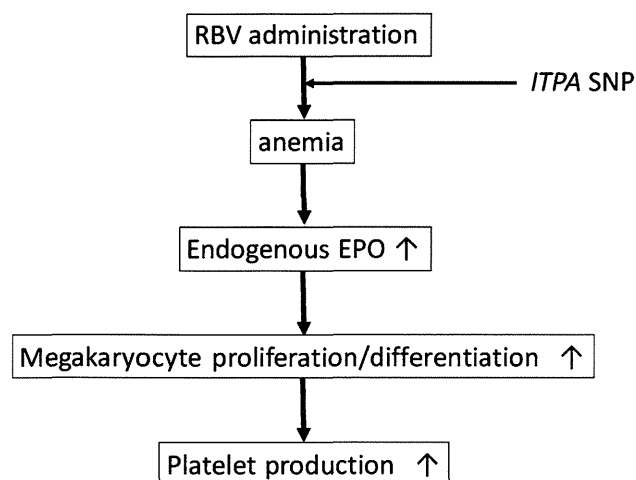 RBV administration
ITPA SNP
anemia
Endogenous EPO ↑
Megakaryocyte proliferation/differentiation ↑
Platelet production ↑